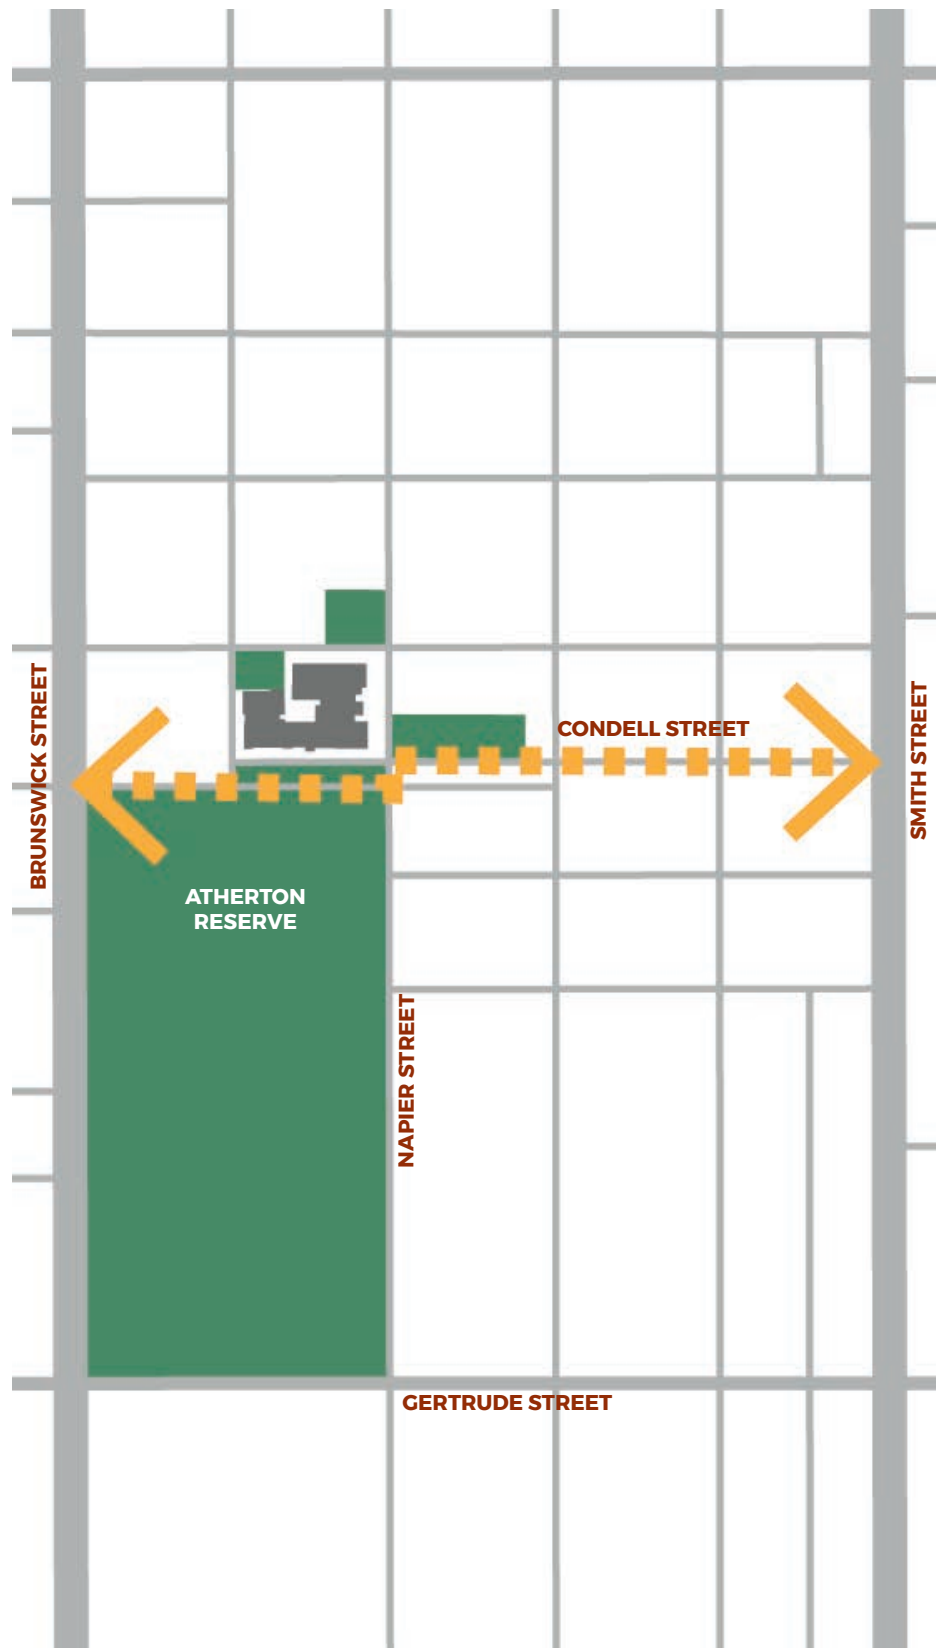 BRUNSWICK STREET
CONDELL STREET
SMITH STREET
ATHERTON
RESERVE
NAPIER STREET
GERTRUDE STREET